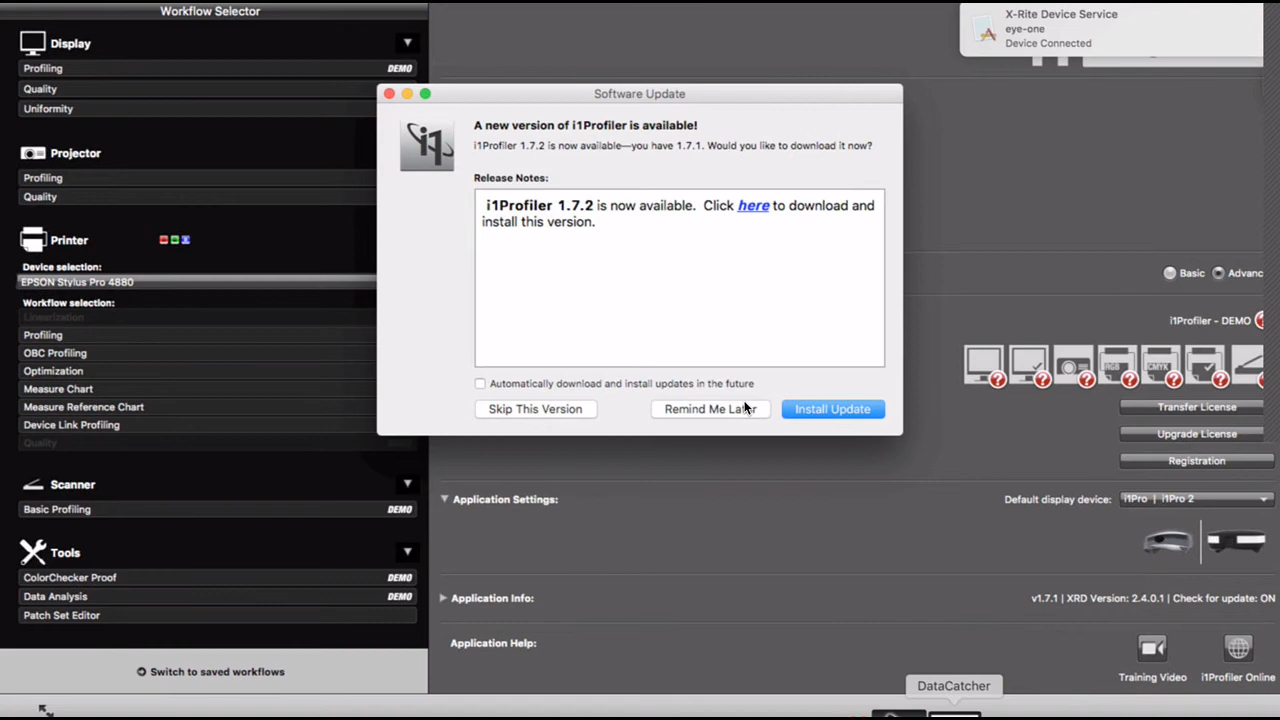 Workflow Selector
Display
Profiling DEMO
Quality
Uniformity
Projector
Profiling
Quality
Printer
Device selection:
EPSON Stylus Pro 4880
Workflow selection:
Linearization
Profiling
OBC Profiling
Optimization
Measure Chart
Measure Reference Chart
Device Link Profiling
Quality
Scanner
Basic Profiling DEMO
Tools
ColorChecker Proof DEMO
Data Analysis DEMO
Patch Set Editor
Switch to saved workflows
X-Rite Device Service
eye-one
Device Connected
Software Update
i1
A new version of i1Profiler is available!
i1Profiler 1.7.2 is now available—you have 1.7.1. Would you like to download it now?
Release Notes:
i1Profiler 1.7.2 is now available. Click here to download and
install this version.
Automatically download and install updates in the future
Skip This Version
Remind Me Later
Install Update
Basic Advanc
i1Profiler - DEMO
RGB CMYK
Transfer License
Upgrade License
Registration
Application Settings:
Default display device: i1Pro | i1Pro 2
Application Info:
v1.7.1 | XRD Version: 2.4.0.1 | Check for update: ON
Application Help:
Training Video
i1Profiler Online
DataCatcher